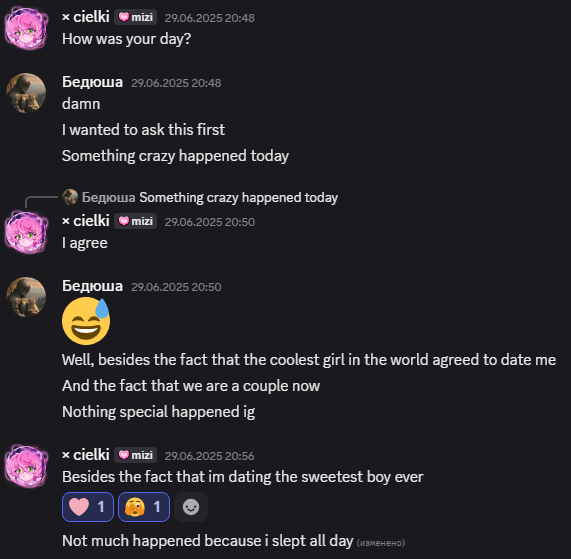 × cielki mizi 29.06.2025 20:48
How was your day?
Бедюша 29.06.2025 20:48
damn
I wanted to ask this first
Something crazy happened today
Бедюша Something crazy happened today
× cielki mizi 29.06.2025 20:50
I agree
Бедюша 29.06.2025 20:50
Well, besides the fact that the coolest girl in the world agreed to date me
And the fact that we are a couple now
Nothing special happened ig
× cielki mizi 29.06.2025 20:56
Besides the fact that im dating the sweetest boy ever
1 1
Not much happened because i slept all day (изменено)